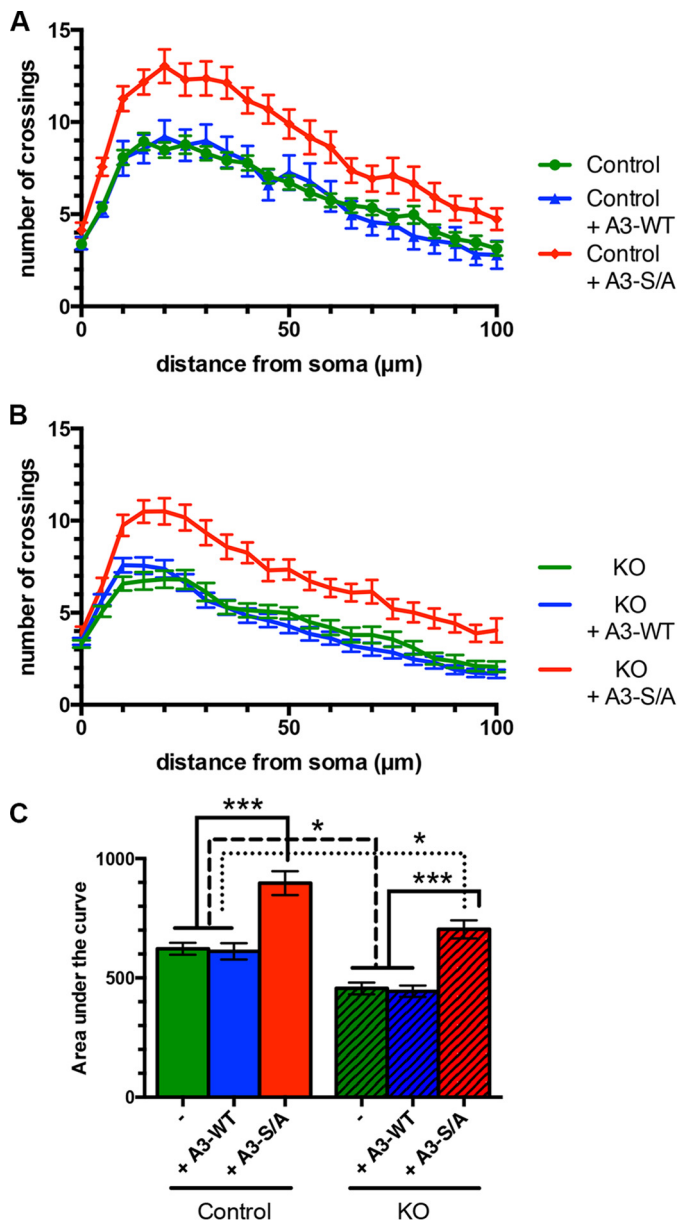 A
number of crossings
15
10
5
0
0
50
100
distance from soma (µm)
Control
Control
+ A3-WT
Control
+ A3-S/A
B
number of crossings
15
10
5
0
0
50
100
distance from soma (µm)
KO
KO
+ A3-WT
KO
+ A3-S/A
C
Area under the curve
1000
500
0
***
*
*
***
-
+ A3-WT
+ A3-S/A
-
+ A3-WT
+ A3-S/A
Control
KO